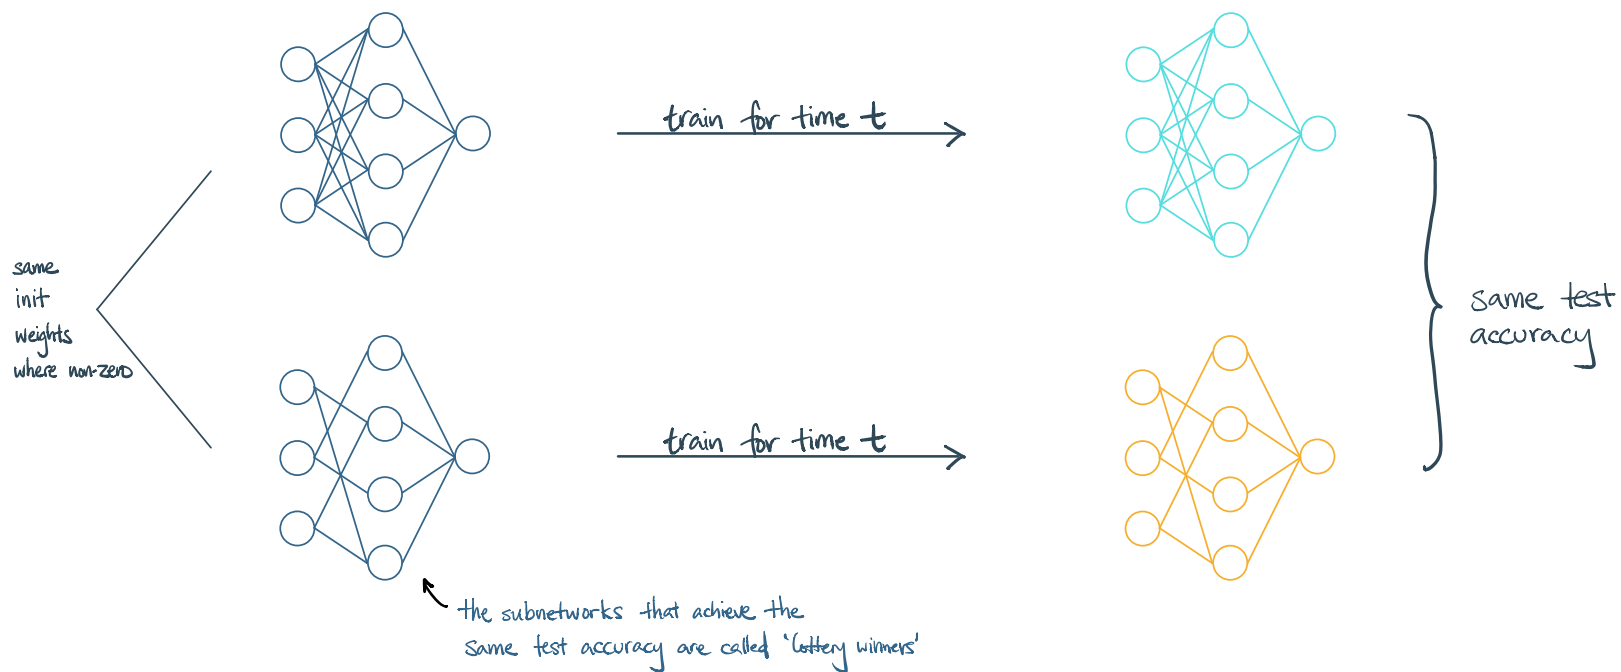 train for time t
same
init
weights
where non-zero
same test
accuracy
train for time t
the subnetworks that achieve the
same test accuracy are called 'lottery winners'